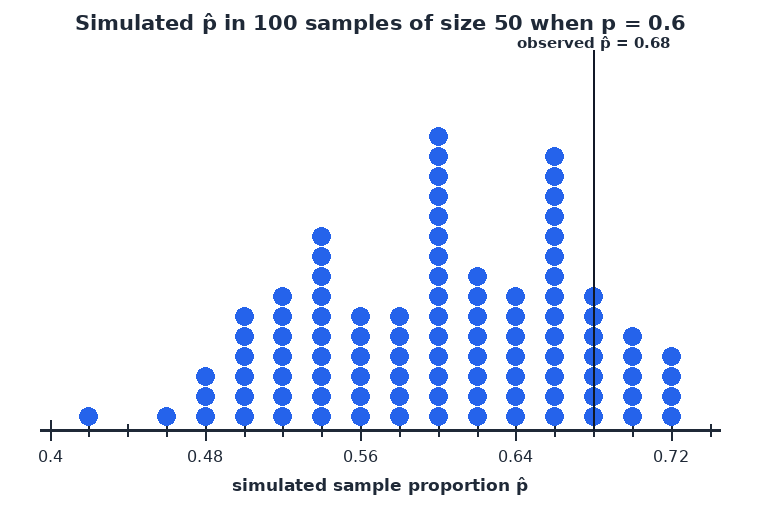 Simulated p̂ in 100 samples of size 50 when p = 0.6
observed p̂ = 0.68
0.4 0.48 0.56 0.64 0.72
simulated sample proportion p̂